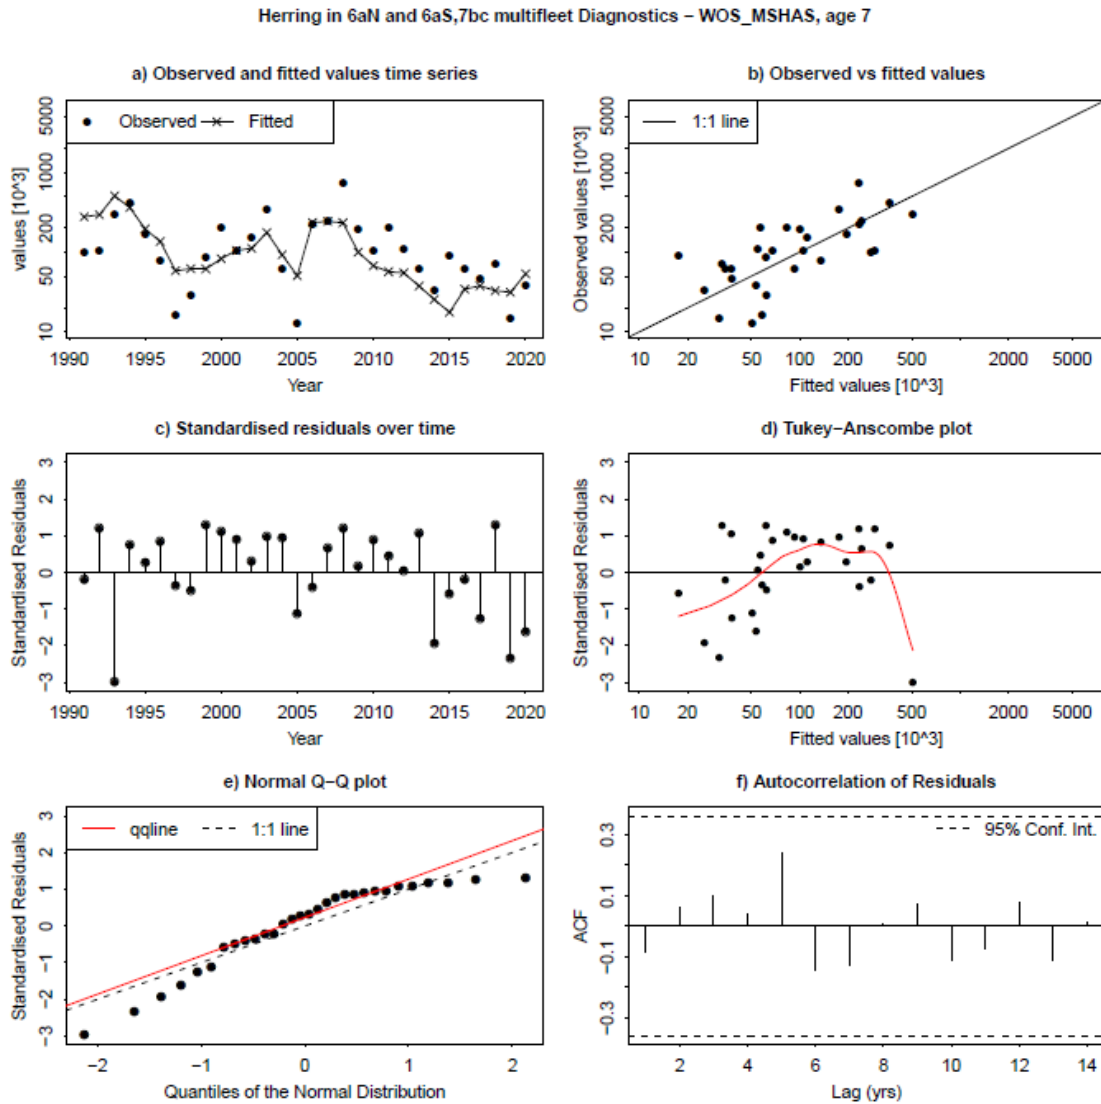 Herring in 6aN and 6aS,7bc multifleet Diagnostics − WOS_MSHAS, age 7
a) Observed and fitted values time series
Observed Fitted
values [10^3]
5000
1000
200
50
10
1990 1995 2000 2005 2010 2015 2020
Year
b) Observed vs fitted values
1:1 line
Observed values [10^3]
5000
1000
200
50
10
10 20 50 100 200 500 2000 5000
Fitted values [10^3]
c) Standardised residuals over time
Standardised Residuals
3
2
1
0
−1
−2
−3
1990 1995 2000 2005 2010 2015 2020
Year
d) Tukey−Anscombe plot
Standardised Residuals
3
2
1
0
−1
−2
−3
10 20 50 100 200 500 2000 5000
Fitted values [10^3]
e) Normal Q−Q plot
qqline 1:1 line
Standardised Residuals
3
2
1
0
−1
−2
−3
−2 −1 0 1 2
Quantiles of the Normal Distribution
f) Autocorrelation of Residuals
95% Conf. Int.
ACF
0.3
0.1
−0.1
−0.3
2 4 6 8 10 12 14
Lag (yrs)